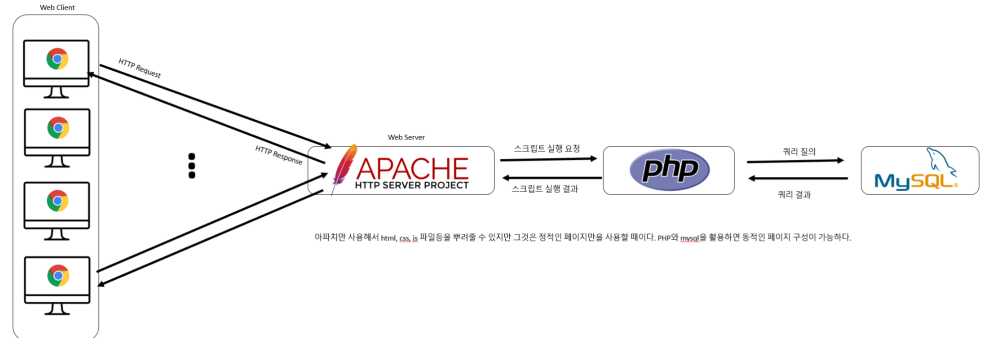 Web Client
HTTP Request
HTTP Response
Web Server
APACHE
HTTP SERVER PROJECT
스크립트 실행 요청
스크립트 실행 결과
php
쿼리 질의
쿼리 결과
MySQL®
아파치만 사용해서 html, css, js 파일등을 뿌려줄 수 있지만 그것은 정적인 페이지만을 사용할 때이다. PHP와 mysql을 활용하면 동적인 페이지 구성이 가능하다.